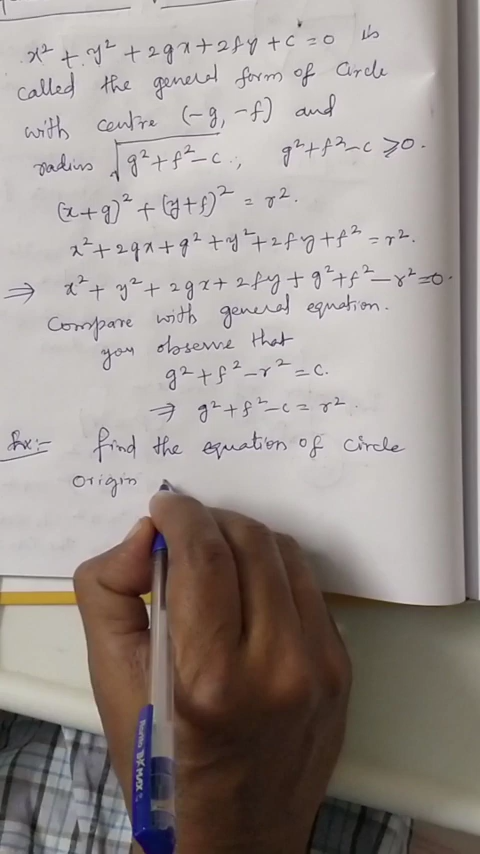 x² + y² + 2gx + 2fy + c = 0 is
called the general form of circle
with centre (-g, -f) and
radius √g² + f² - c ., g² + f² - c ≥ 0.
(x + g)² + (y + f)² = r².
x² + 2gx + g² + y² + 2fy + f² = r².
⇒ x² + y² + 2gx + 2fy + g² + f² - r² = 0.
Compare with general equation.
you observe that
g² + f² - r² = c.
⇒ g² + f² - c = r².
Ex:- find the equation of circle
origin